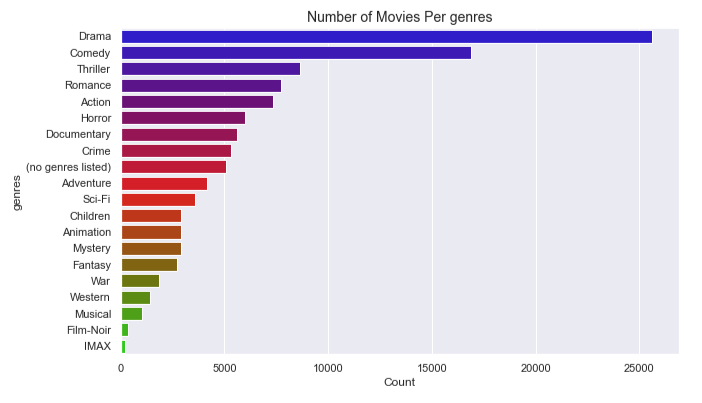 Number of Movies Per genres
Drama
Comedy
Thriller
Romance
Action
Horror
Documentary
Crime
(no genres listed)
Adventure
Sci-Fi
Children
Animation
Mystery
Fantasy
War
Western
Musical
Film-Noir
IMAX
genres
0 5000 10000 15000 20000 25000
Count